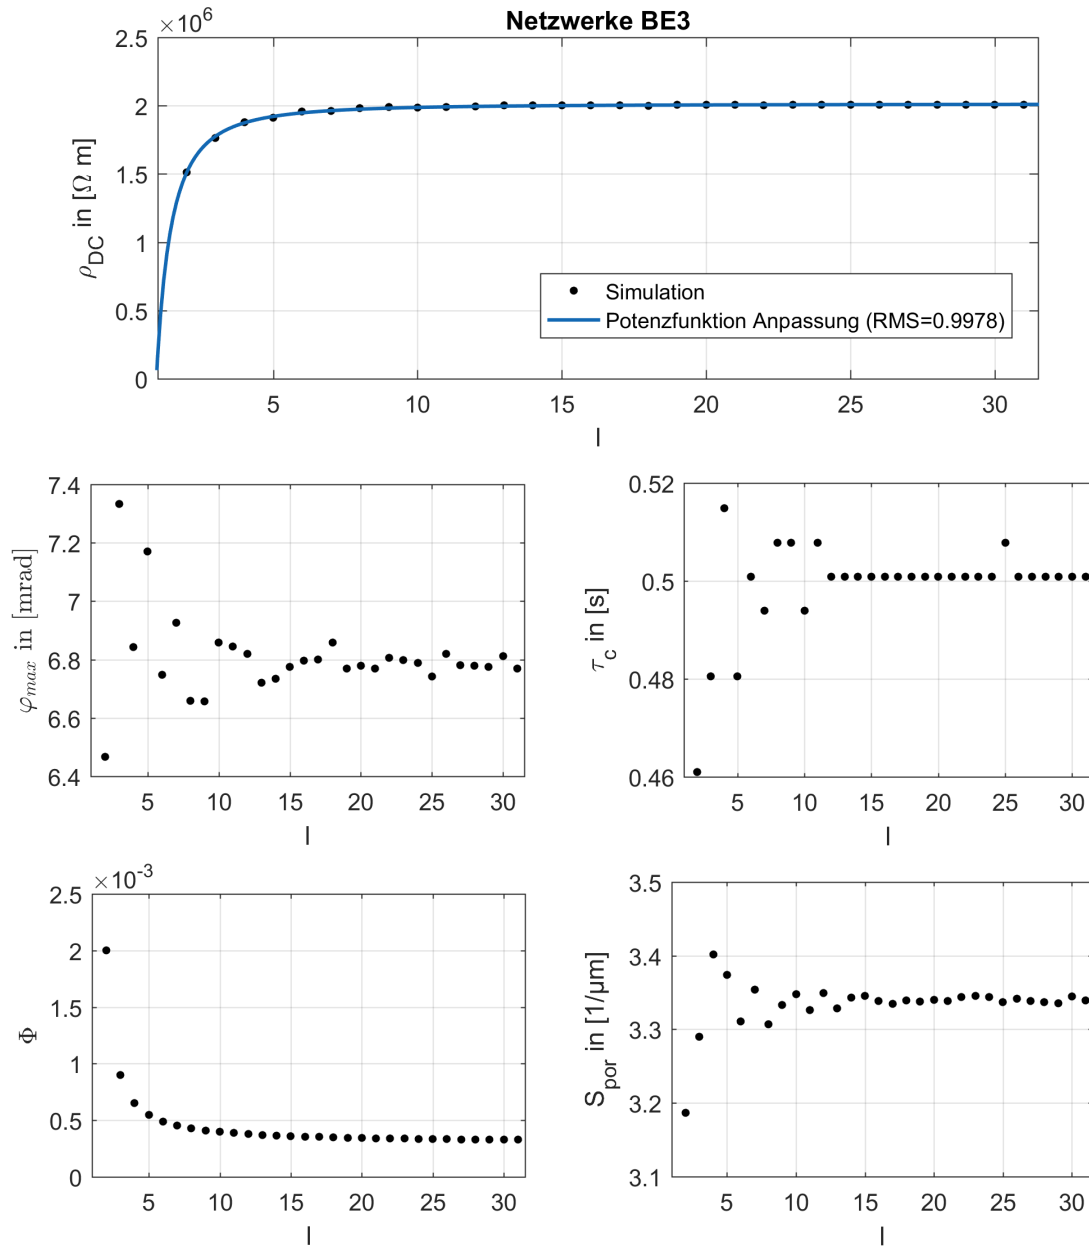 Netzwerke BE3
×10^6
2.5
2
1.5
1
0.5
0
ρ_DC in [Ω m]
Simulation
Potenzfunktion Anpassung (RMS=0.9978)
5 10 15 20 25 30
l
7.4
7.2
7
6.8
6.6
6.4
φ_max in [mrad]
5 10 15 20 25 30
l
0.52
0.5
0.48
0.46
τ_c in [s]
5 10 15 20 25 30
l
×10^-3
2.5
2
1.5
1
0.5
0
Φ
5 10 15 20 25 30
l
3.5
3.4
3.3
3.2
3.1
S_por in [1/μm]
5 10 15 20 25 30
l